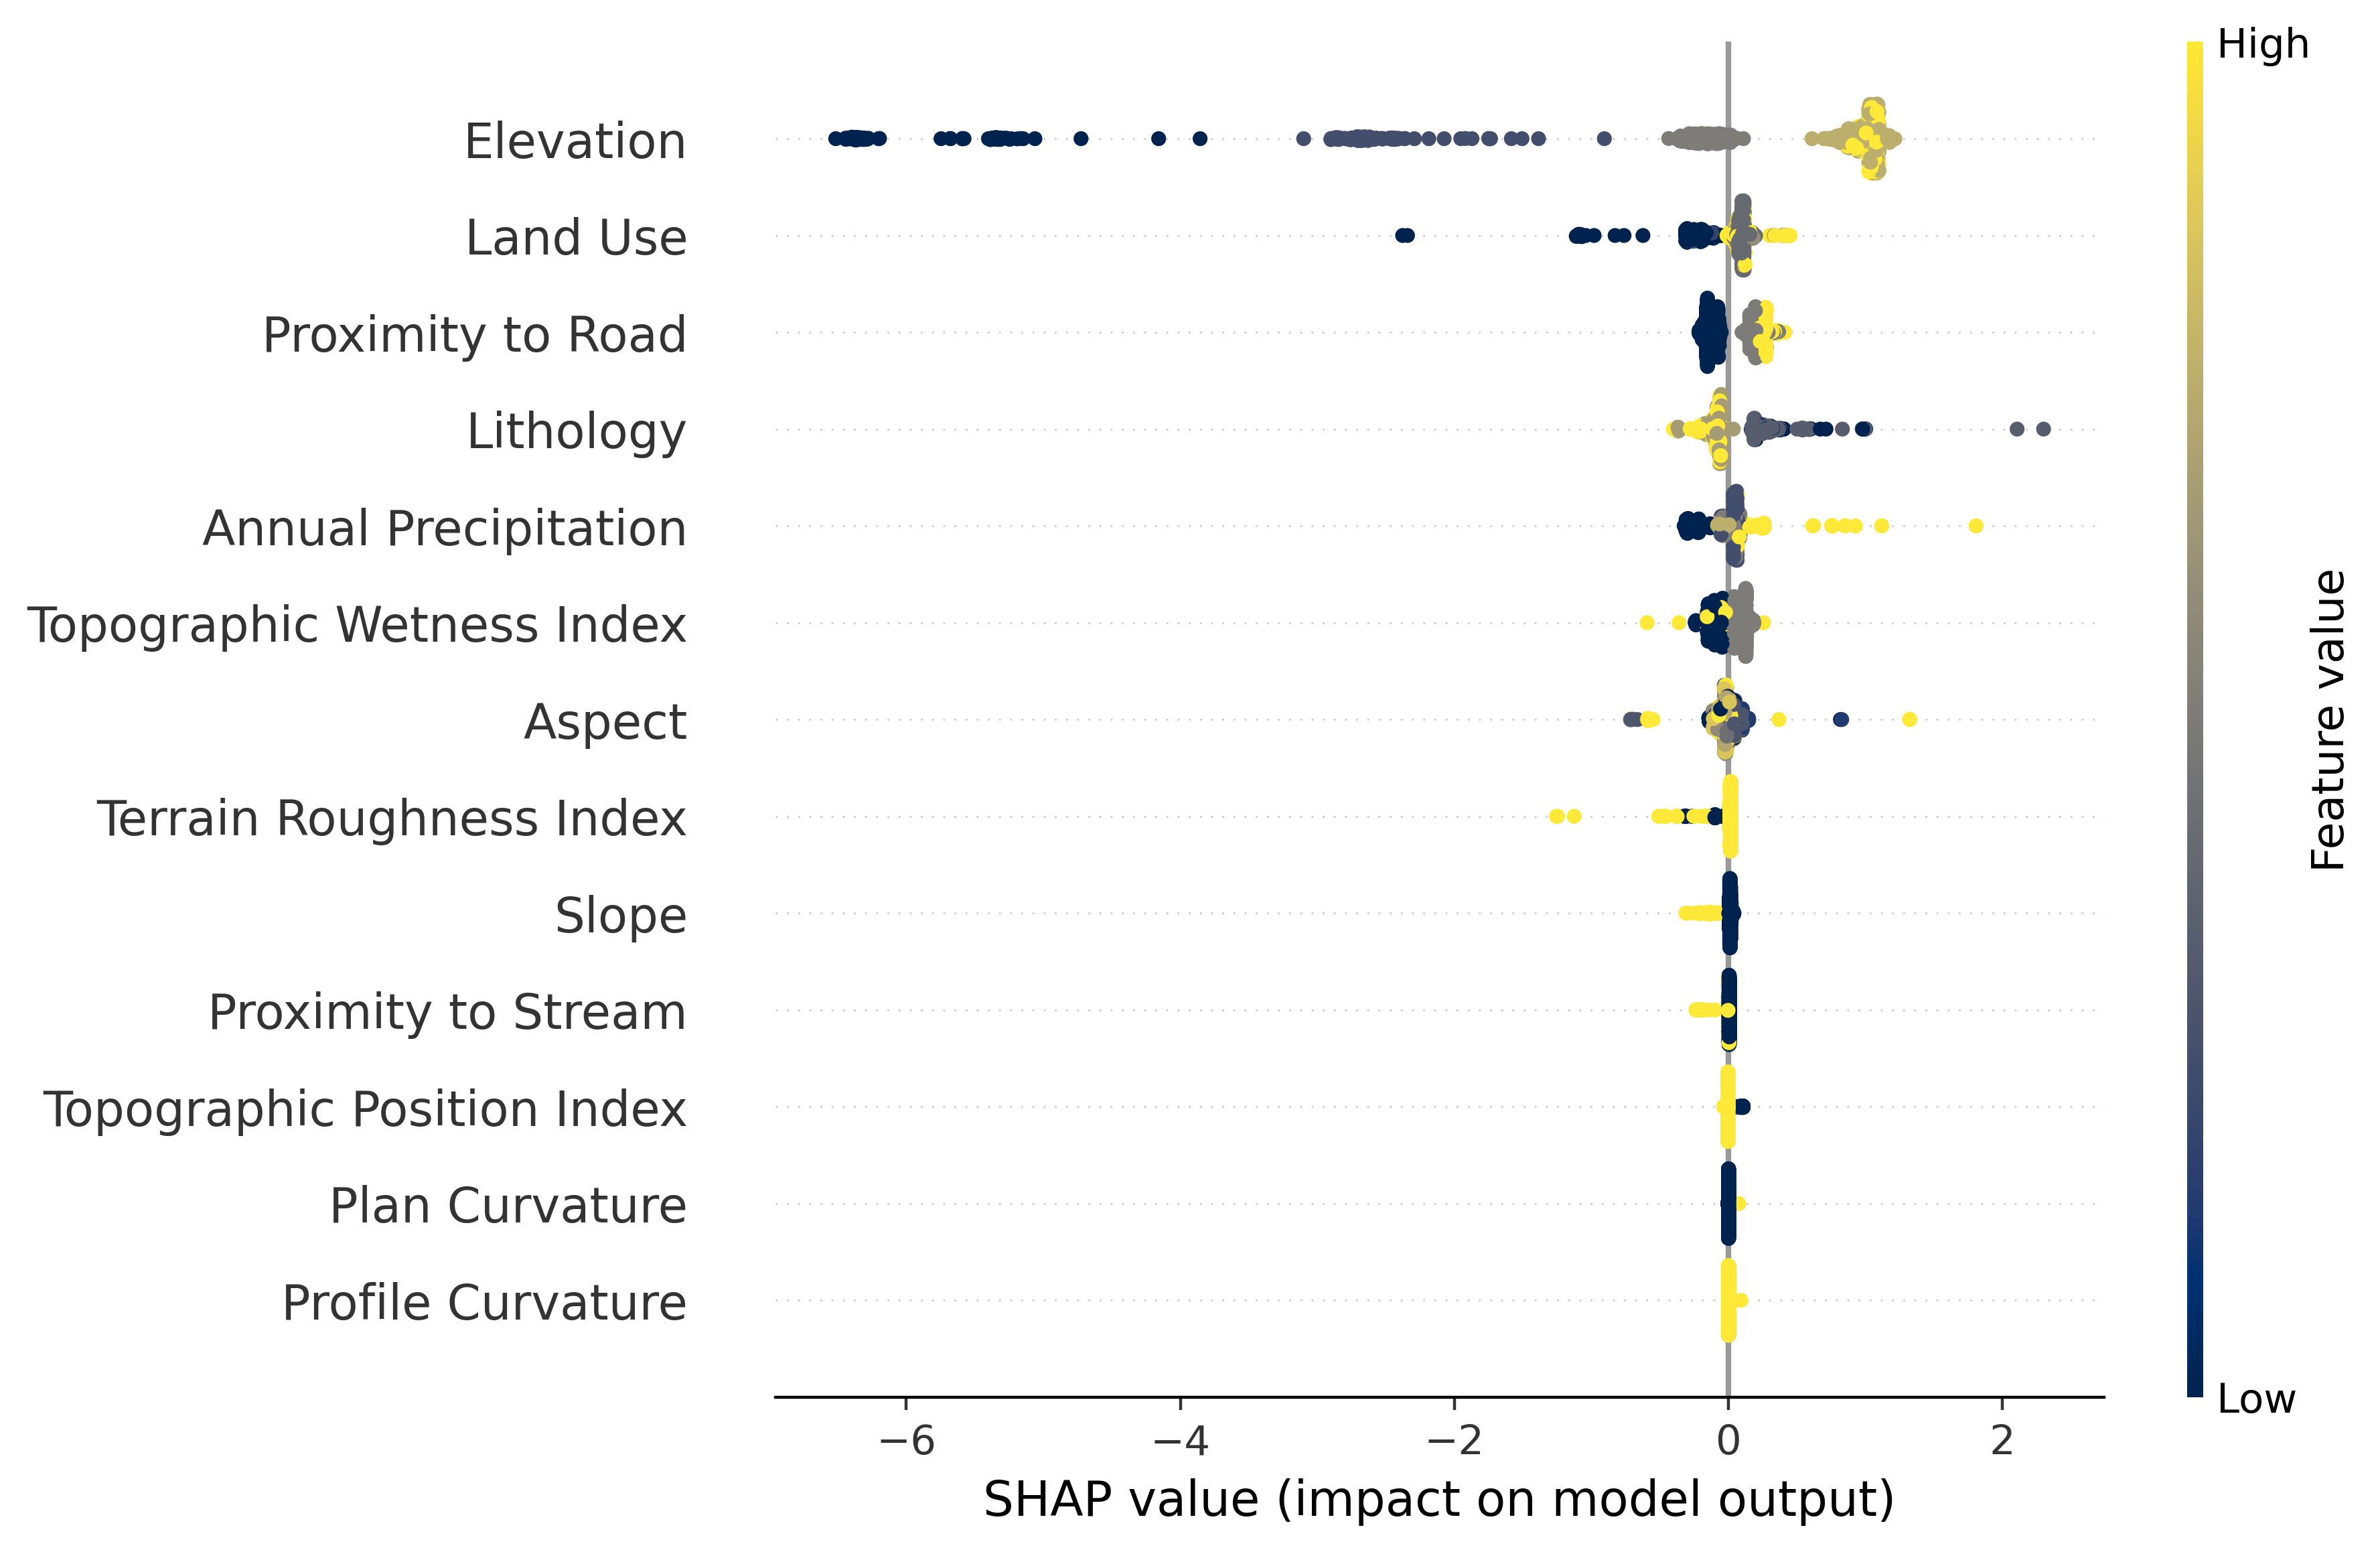 High
Elevation
Land Use
Proximity to Road
Lithology
Annual Precipitation
Topographic Wetness Index
Aspect
Terrain Roughness Index
Slope
Proximity to Stream
Topographic Position Index
Plan Curvature
Profile Curvature
Feature value
Low
−6 −4 −2 0 2
SHAP value (impact on model output)